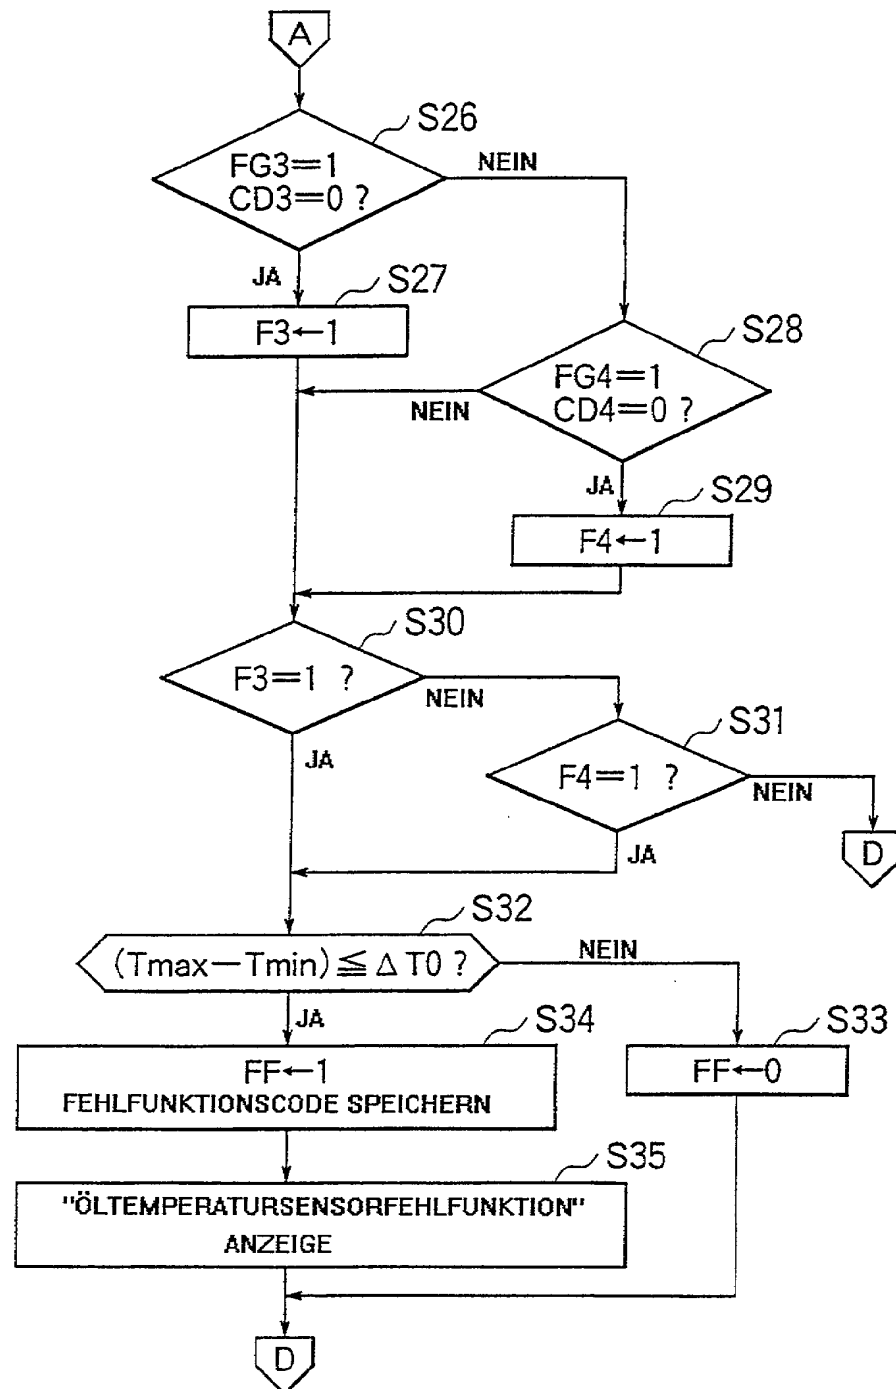 A
S26
FG3=1
CD3=0 ?
NEIN
JA
S27
F3←1
S28
FG4=1
CD4=0 ?
NEIN
JA
S29
F4←1
S30
F3=1 ?
NEIN
JA
S31
F4=1 ?
NEIN
JA
D
S32
(Tmax−Tmin)≦ΔT0 ?
NEIN
JA
S34
FF←1
FEHLFUNKTIONSCODE SPEICHERN
S33
FF←0
S35
"ÖLTEMPERATURSENSORFEHLFUNKTION"
ANZEIGE
D